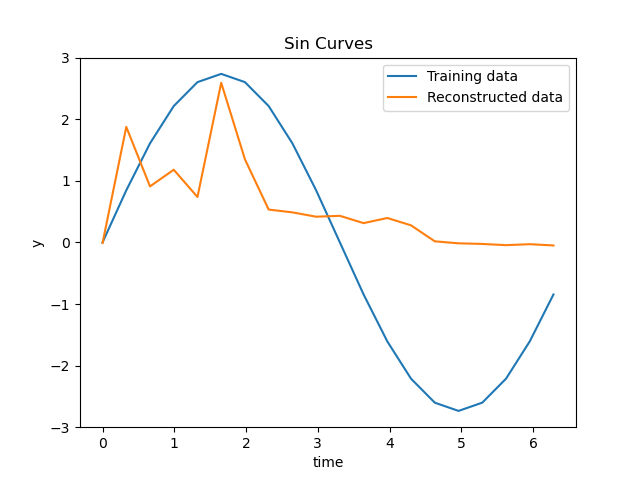 Sin Curves
Training data
Reconstructed data
3
2
1
0
−1
−2
−3
y
0 1 2 3 4 5 6
time